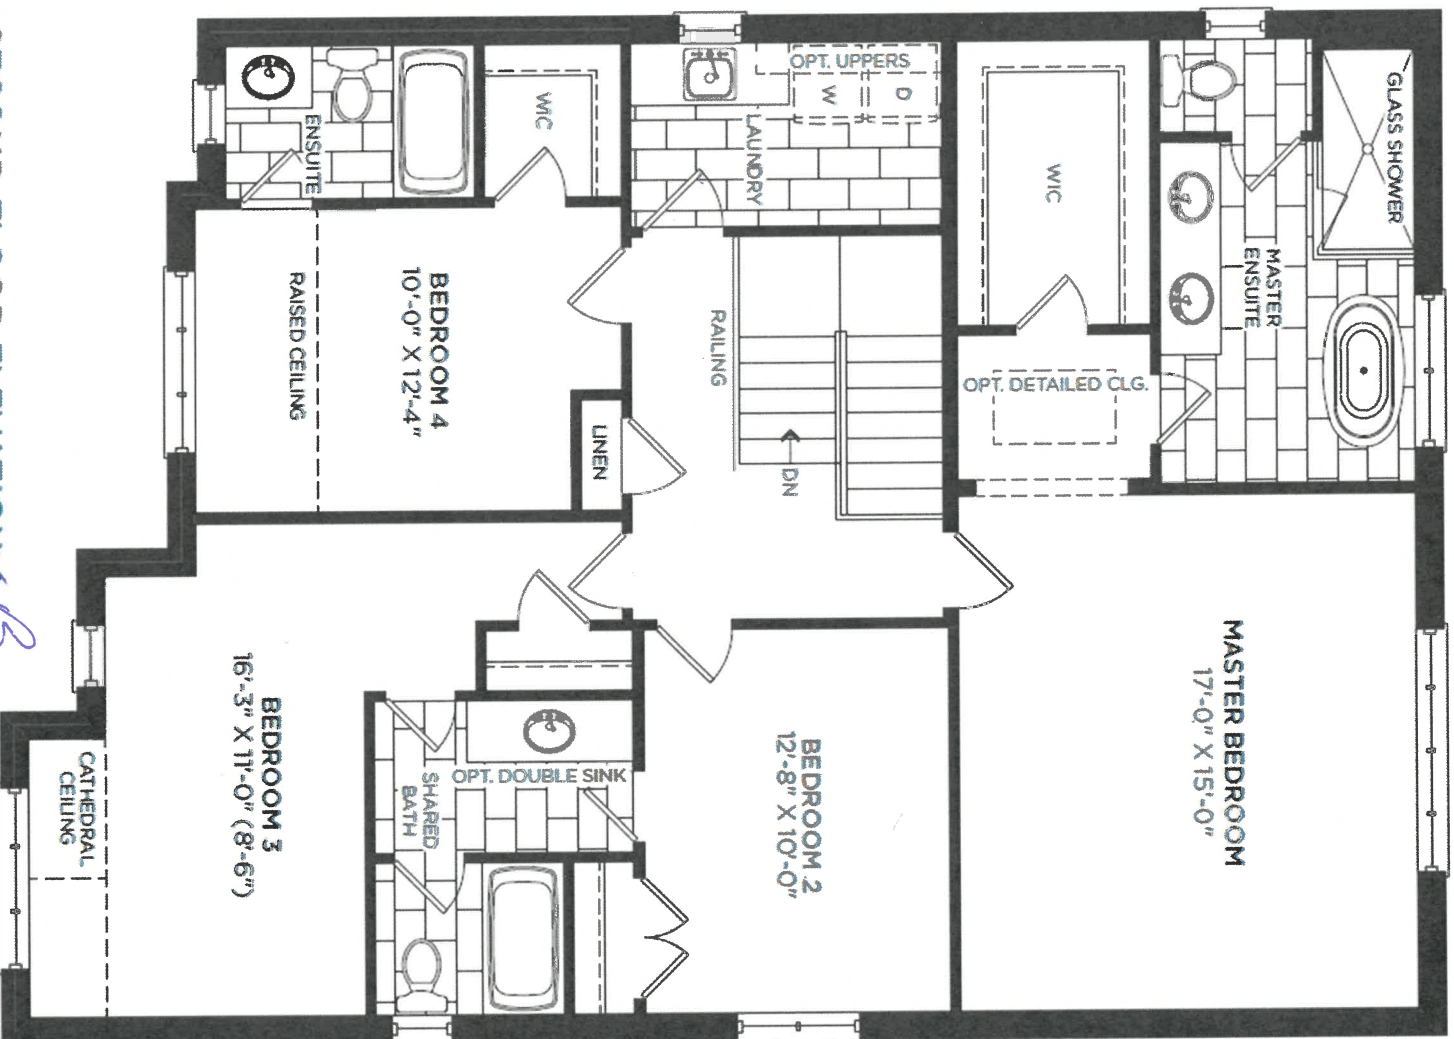 GLASS SHOWER
MASTER
ENSUITE
WIC
OPT. DETAILED CLG.
MASTER BEDROOM
17'-0" X 15'-0"
OPT. UPPERS
W
D
LAUNDRY
RAILING
DN
WIC
ENSUITE
BEDROOM 4
10'-0" X 12'-4"
RAISED CEILING
LINEN
BEDROOM 2
12'-8" X 10'-0"
OPT. DOUBLE SINK
SHARED
BATH
BEDROOM 3
16'-3" X 11'-0" (8'-6")
CATHEDRAL
CEILING